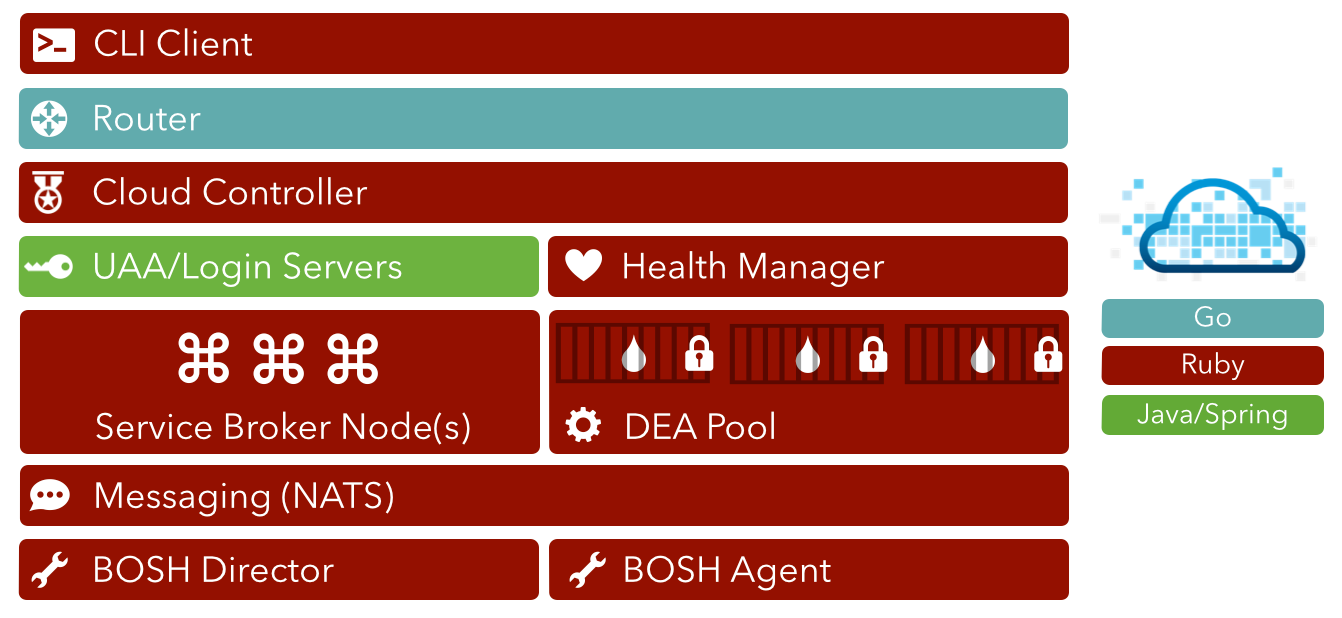 CLI Client
Router
Cloud Controller
UAA/Login Servers
Health Manager
Service Broker Node(s)
DEA Pool
Messaging (NATS)
BOSH Director
BOSH Agent
Go
Ruby
Java/Spring